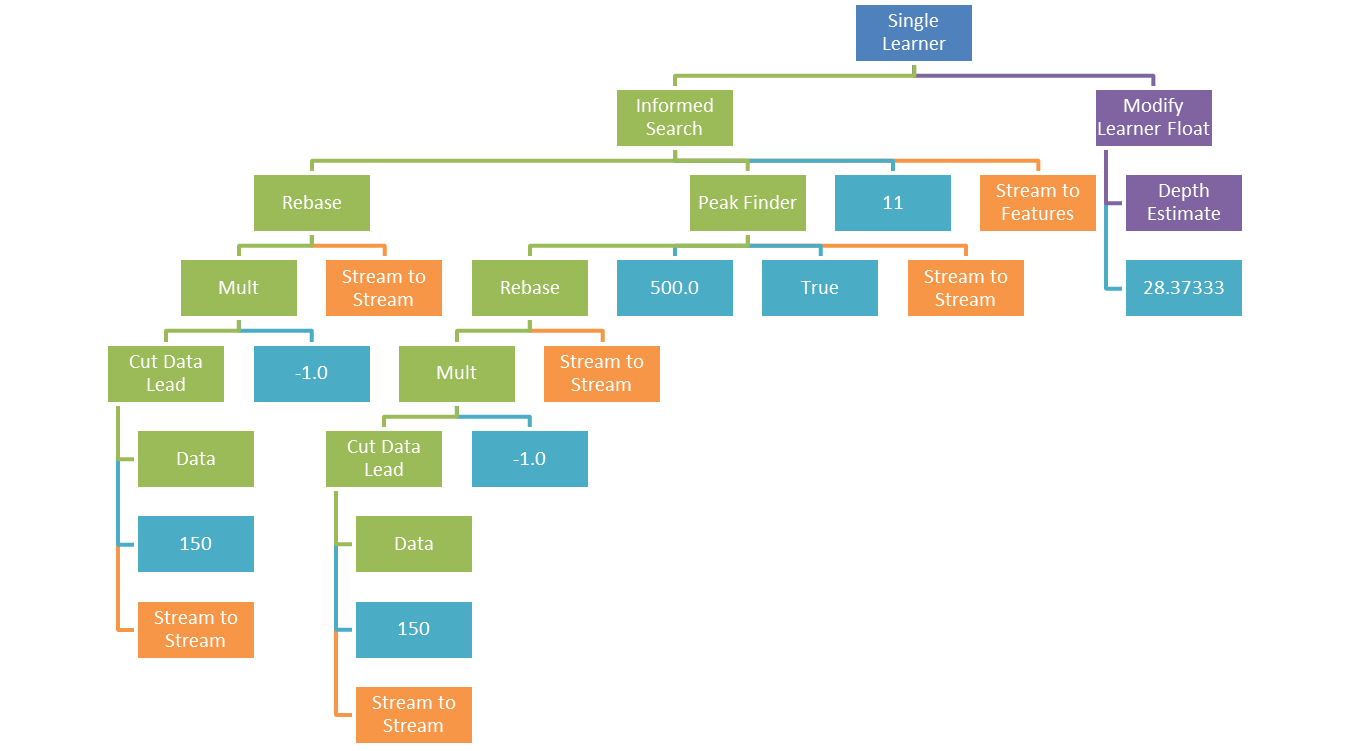 Single
Learner
Informed
Search
Modify
Learner Float
Rebase
Peak Finder
11
Stream to
Features
Depth
Estimate
Mult
Stream to
Stream
Rebase
500.0
True
Stream to
Stream
28.37333
Cut Data
Lead
-1.0
Mult
Stream to
Stream
Data
Cut Data
Lead
-1.0
150
Data
Stream to
Stream
150
Stream to
Stream